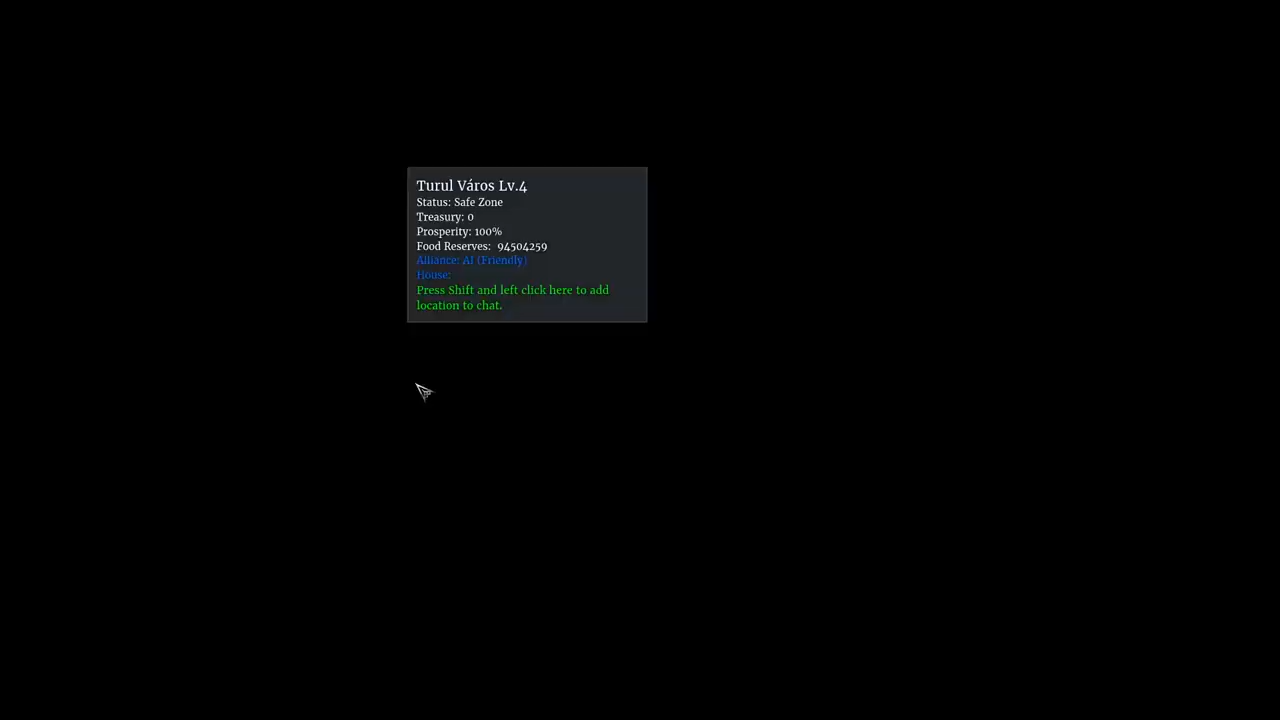 Turul Város Lv.4
Status: Safe Zone
Treasury: 0
Prosperity: 100%
Food Reserves: 94504259
Alliance: AI (Friendly)
House:
Press Shift and left click here to add
location to chat.